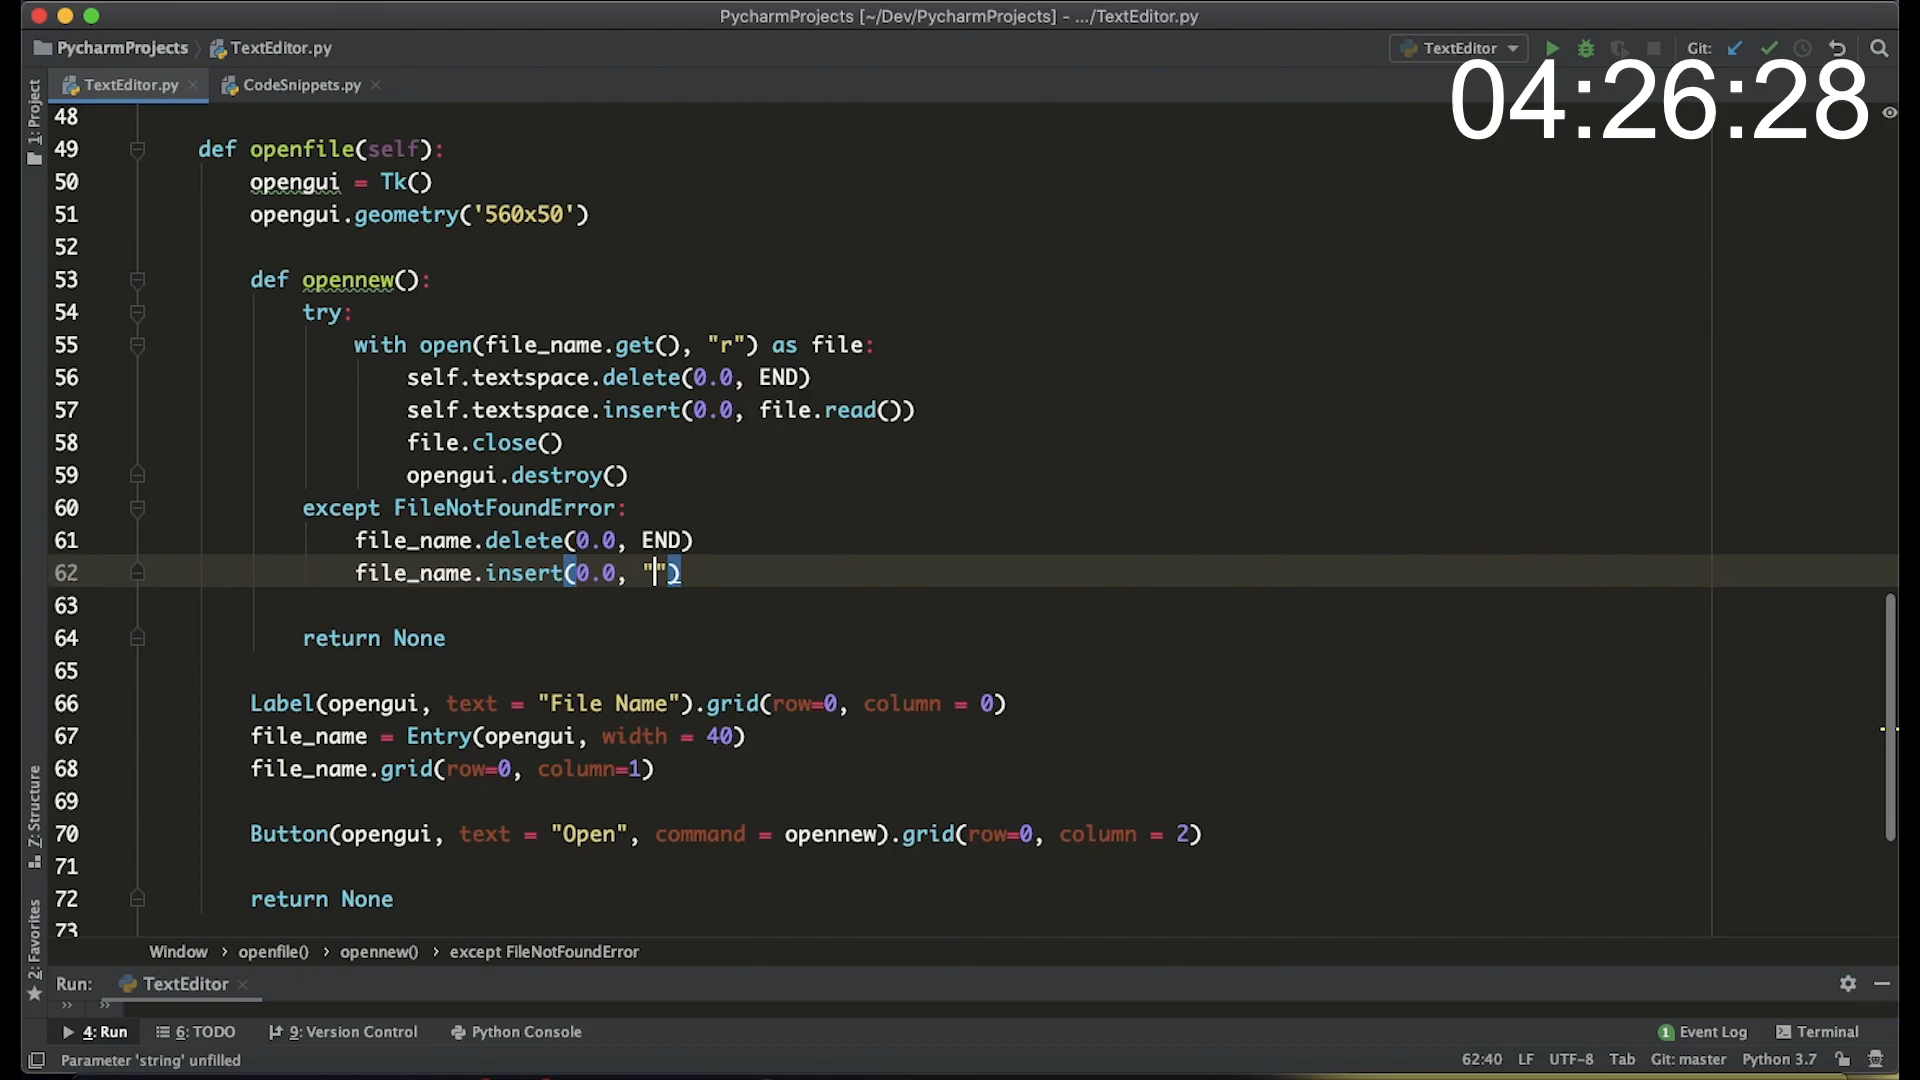 PycharmProjects [~/Dev/PycharmProjects] - .../TextEditor.py
PycharmProjects TextEditor.py TextEditor Git:
04:26:28
TextEditor.py CodeSnippets.py
1: Project
48
49 def openfile(self):
50 opengui = Tk()
51 opengui.geometry('560x50')
52
53 def opennew():
54 try:
55 with open(file_name.get(), "r") as file:
56 self.textspace.delete(0.0, END)
57 self.textspace.insert(0.0, file.read())
58 file.close()
59 opengui.destroy()
60 except FileNotFoundError:
61 file_name.delete(0.0, END)
62 file_name.insert(0.0, "")
63
64 return None
65
66 Label(opengui, text = "File Name").grid(row=0, column = 0)
67 file_name = Entry(opengui, width = 40)
68 file_name.grid(row=0, column=1)
69
70 Button(opengui, text = "Open", command = opennew).grid(row=0, column = 2)
71
72 return None
73
Z: Structure
2: Favorites
Window › openfile() › opennew() › except FileNotFoundError
Run: TextEditor
4: Run 6: TODO 9: Version Control Python Console 1 Event Log Terminal
Parameter 'string' unfilled 62:40 LF UTF-8 Tab Git: master Python 3.7